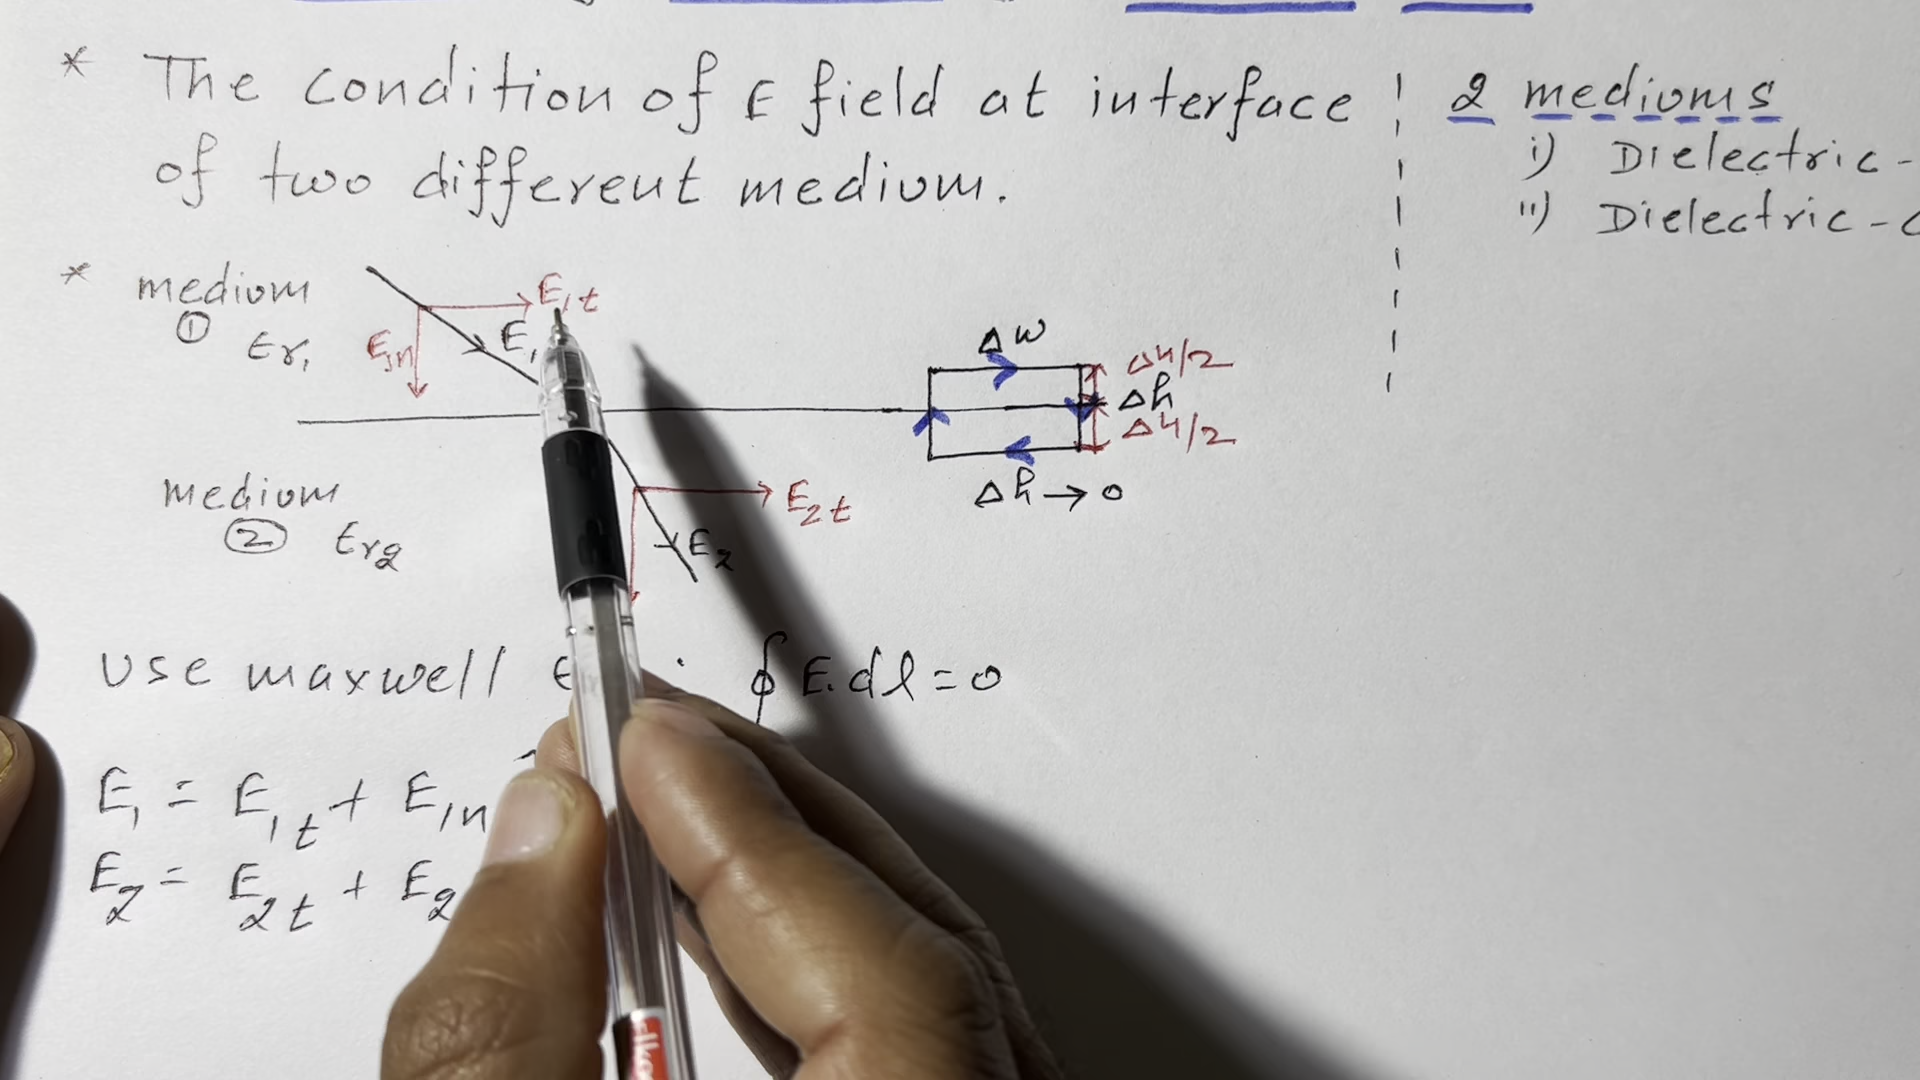 * The condition of E field at interface
of two different medium.
2 mediums
i) Dielectric -
ii) Dielectric -
* medium
① εr₁
E₁t
E₁n
E₁
Δw
Δh/2
Δh
Δh/2
Δh → 0
medium
② εr₂
E₂t
E₂
use maxwell
∮ E.dl = 0
E₁ = E₁t + E₁n
E₂ = E₂t + E₂